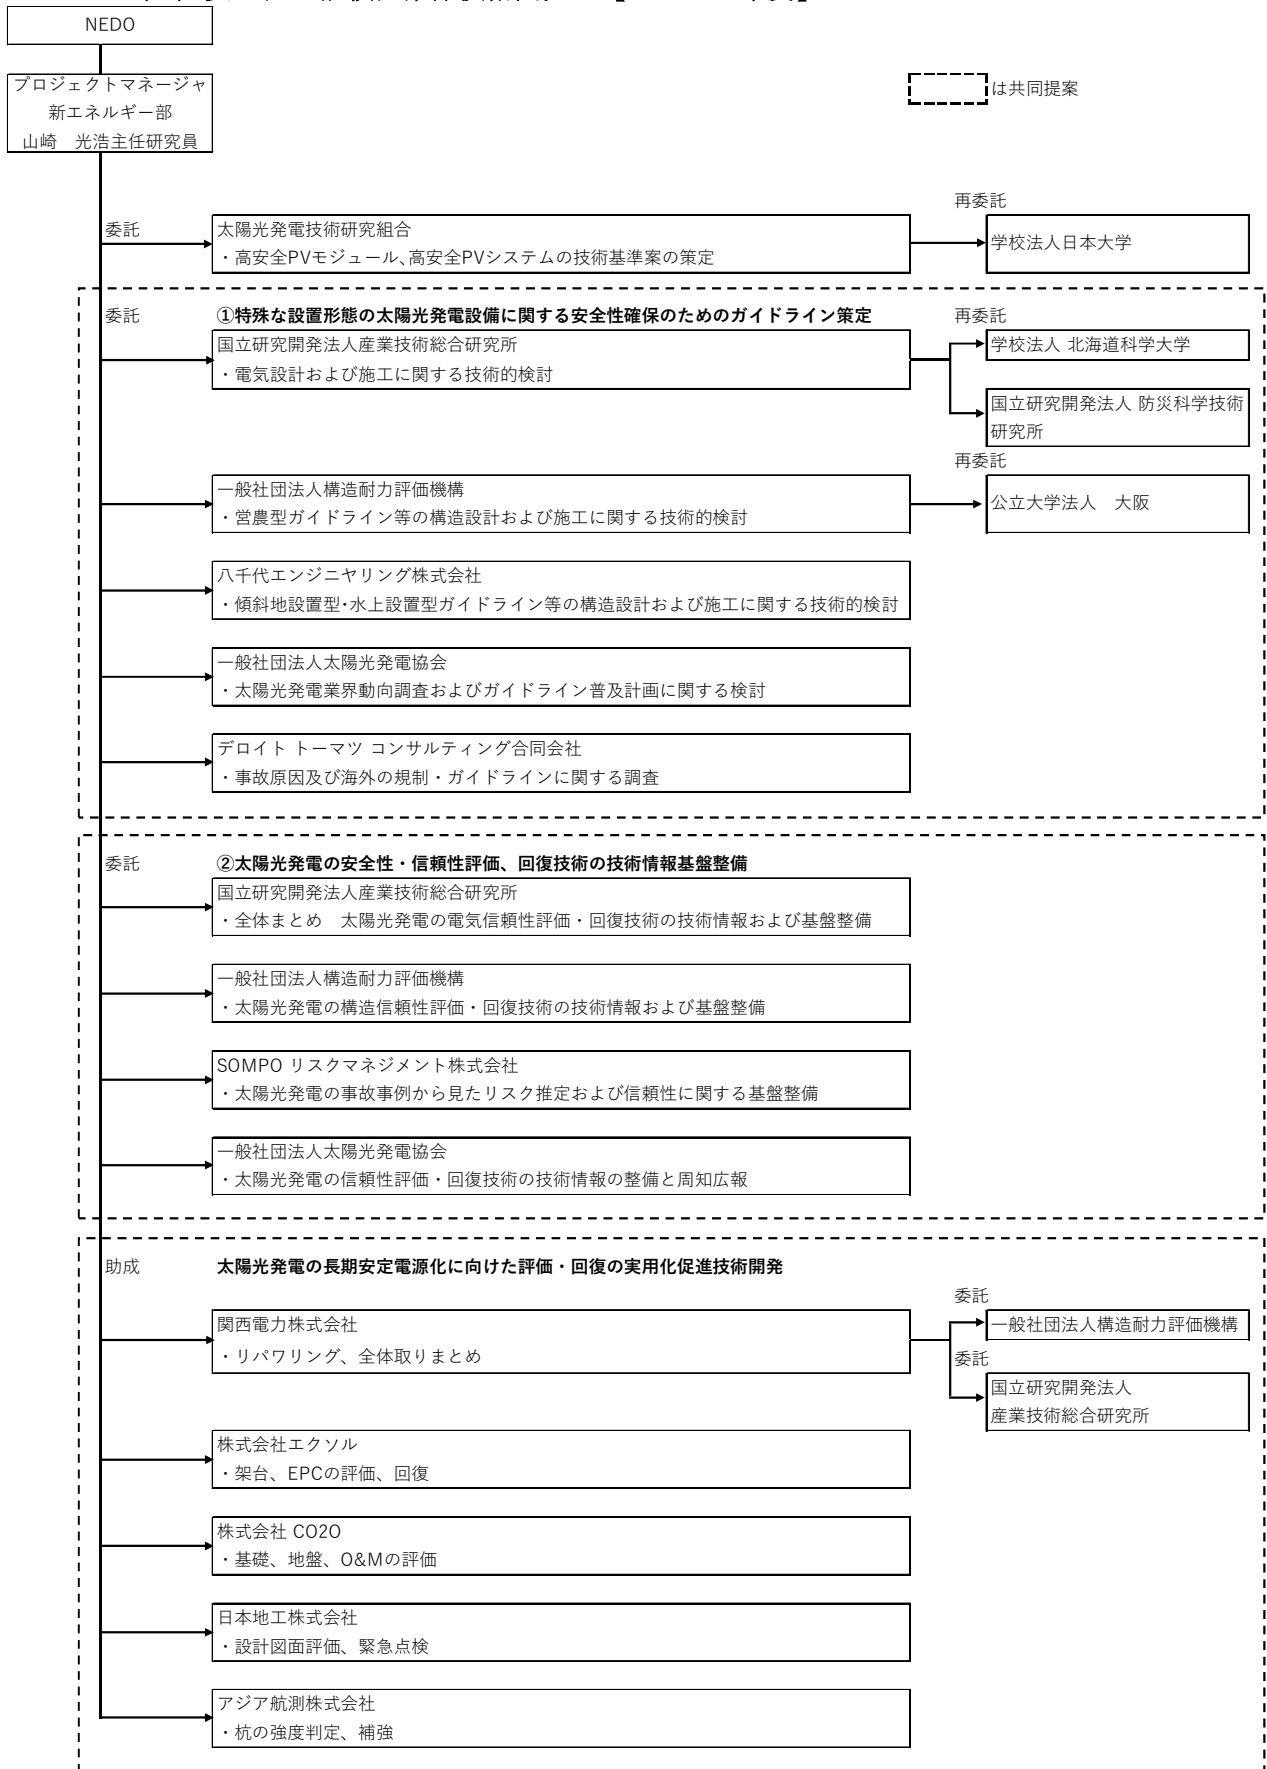 NEDO
プロジェクトマネージャ
新エネルギー部
山崎　光浩主任研究員
は共同提案
再委託
委託
太陽光発電技術研究組合
・高安全PVモジュール、高安全PVシステムの技術基準案の策定
学校法人日本大学
委託
①特殊な設置形態の太陽光発電設備に関する安全性確保のためのガイドライン策定
再委託
国立研究開発法人産業技術総合研究所
・電気設計および施工に関する技術的検討
学校法人 北海道科学大学
国立研究開発法人 防災科学技術
研究所
再委託
一般社団法人構造耐力評価機構
・営農型ガイドライン等の構造設計および施工に関する技術的検討
公立大学法人　大阪
八千代エンジニヤリング株式会社
・傾斜地設置型・水上設置型ガイドライン等の構造設計および施工に関する技術的検討
一般社団法人太陽光発電協会
・太陽光発電業界動向調査およびガイドライン普及計画に関する検討
デロイト トーマツ コンサルティング合同会社
・事故原因及び海外の規制・ガイドラインに関する調査
委託
②太陽光発電の安全性・信頼性評価、回復技術の技術情報基盤整備
国立研究開発法人産業技術総合研究所
・全体まとめ　太陽光発電の電気信頼性評価・回復技術の技術情報および基盤整備
一般社団法人構造耐力評価機構
・太陽光発電の構造信頼性評価・回復技術の技術情報および基盤整備
SOMPO リスクマネジメント株式会社
・太陽光発電の事故事例から見たリスク推定および信頼性に関する基盤整備
一般社団法人太陽光発電協会
・太陽光発電の信頼性評価・回復技術の技術情報の整備と周知広報
助成
太陽光発電の長期安定電源化に向けた評価・回復の実用化促進技術開発
委託
関西電力株式会社
・リパワリング、全体取りまとめ
一般社団法人構造耐力評価機構
委託
国立研究開発法人
産業技術総合研究所
株式会社エクソル
・架台、EPCの評価、回復
株式会社 CO2O
・基礎、地盤、O&Mの評価
日本地工株式会社
・設計図面評価、緊急点検
アジア航測株式会社
・杭の強度判定、補強